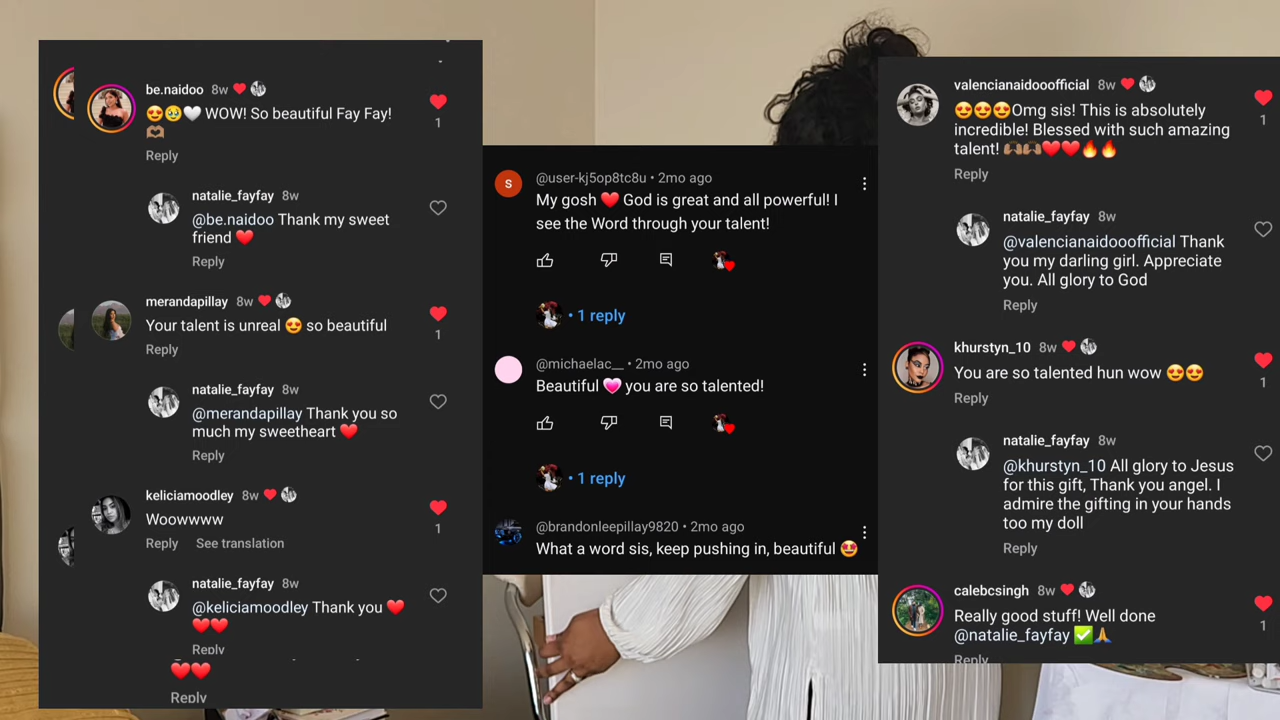 be.naidoo 8w ❤️
😍🥹🤍 WOW! So beautiful Fay Fay!
🫶🏽
1
Reply
natalie_fayfay 8w
@be.naidoo Thank my sweet
friend ❤️
Reply
merandapillay 8w ❤️
Your talent is unreal 😍 so beautiful
1
Reply
natalie_fayfay 8w
@merandapillay Thank you so
much my sweetheart ❤️
Reply
keliciamoodley 8w ❤️
Woowwww
1
Reply See translation
natalie_fayfay 8w
@keliciamoodley Thank you ❤️
❤️❤️
Reply
❤️❤️
Reply
S
@user-kj5op8tc8u • 2mo ago
My gosh ❤️ God is great and all powerful! I
see the Word through your talent!
• 1 reply
@michaelac__ • 2mo ago
Beautiful 💗 you are so talented!
• 1 reply
@brandonleepillay9820 • 2mo ago
What a word sis, keep pushing in, beautiful 🤩
valencianaidooofficial 8w ❤️
😍😍😍Omg sis! This is absolutely
incredible! Blessed with such amazing
talent! 🙌🏾🙌🏾❤️❤️🔥🔥
1
Reply
natalie_fayfay 8w
@valencianaidooofficial Thank
you my darling girl. Appreciate
you. All glory to God
Reply
khurstyn_10 8w ❤️
You are so talented hun wow 😍😍
1
Reply
natalie_fayfay 8w
@khurstyn_10 All glory to Jesus
for this gift, Thank you angel. I
admire the gifting in your hands
too my doll
Reply
calebcsingh 8w ❤️
Really good stuff! Well done
@natalie_fayfay ✅🙏
1
Reply